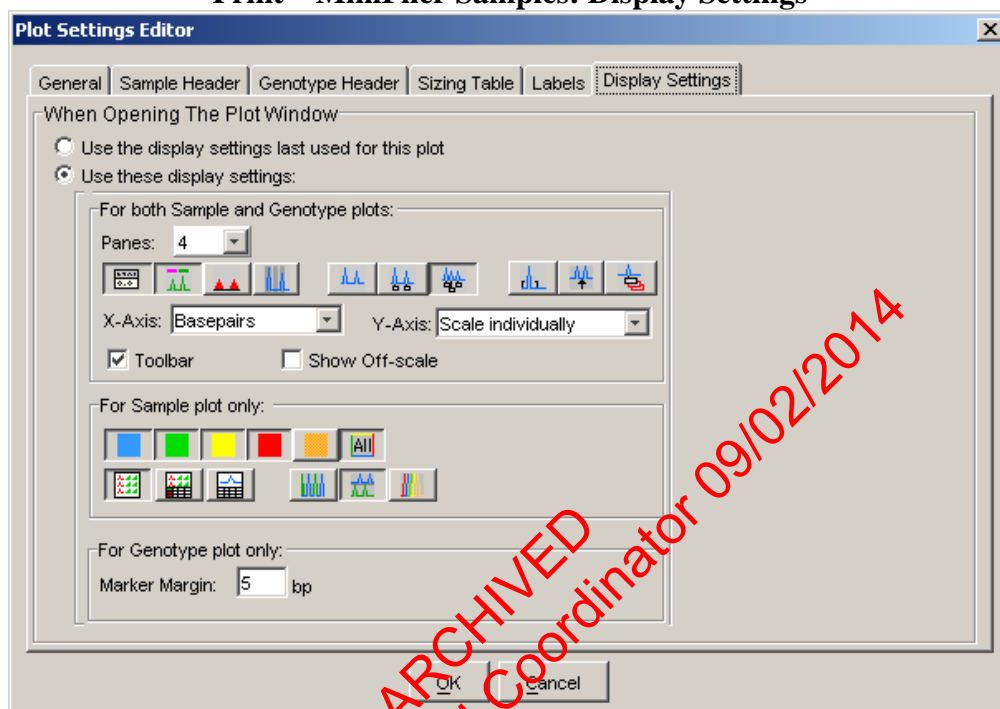 Print – MiniFiler Samples: Display Settings
Plot Settings Editor
General Sample Header Genotype Header Sizing Table Labels Display Settings
When Opening The Plot Window
Use the display settings last used for this plot
Use these display settings:
For both Sample and Genotype plots:
Panes: 4
X-Axis: Basepairs Y-Axis: Scale individually
Toolbar Show Off-scale
For Sample plot only:
All
For Genotype plot only:
Marker Margin: 5 bp
OK Cancel
ARCHIVED
Coordinator 09/02/2014